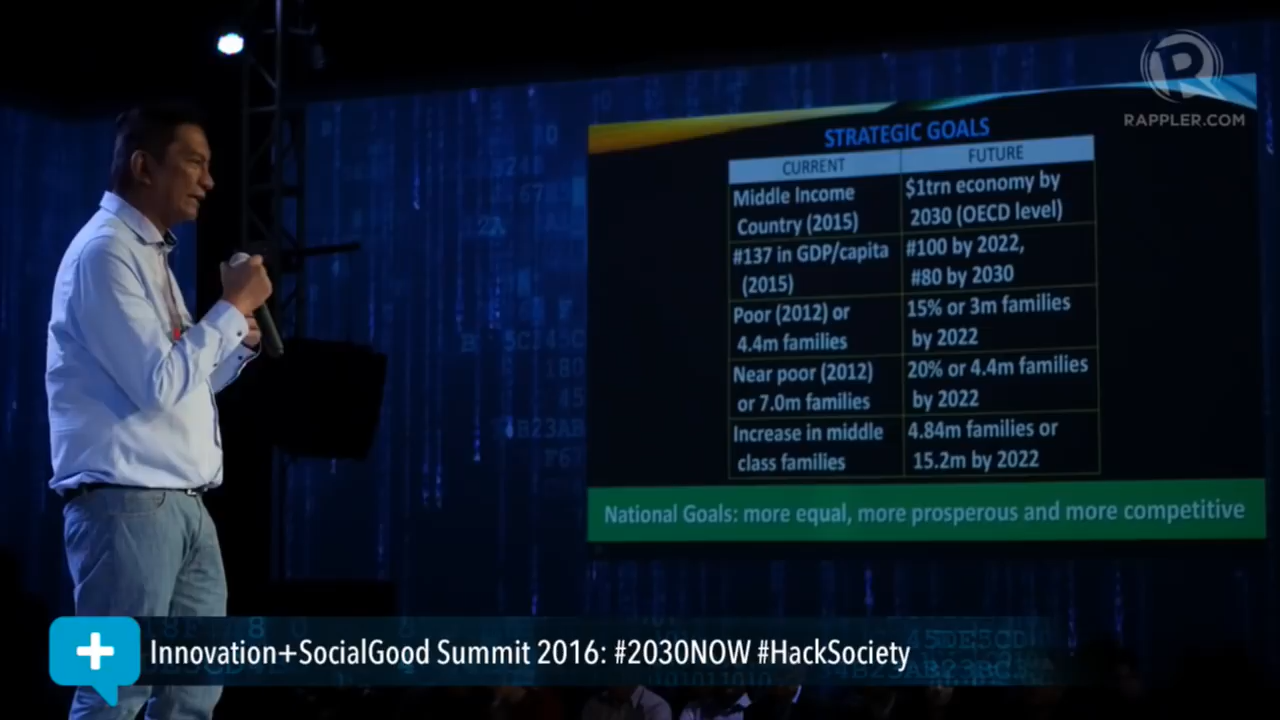 RAPPLER.COM
STRATEGIC GOALS
CURRENT
FUTURE
Middle Income
Country (2015)
$1trn economy by
2030 (OECD level)
#137 in GDP/capita
(2015)
#100 by 2022,
#80 by 2030
Poor (2012) or
4.4m families
15% or 3m families
by 2022
Near poor (2012)
or 7.0m families
20% or 4.4m families
by 2022
Increase in middle
class families
4.84m families or
15.2m by 2022
National Goals: more equal, more prosperous and more competitive
Innovation+SocialGood Summit 2016: #2030NOW #HackSociety